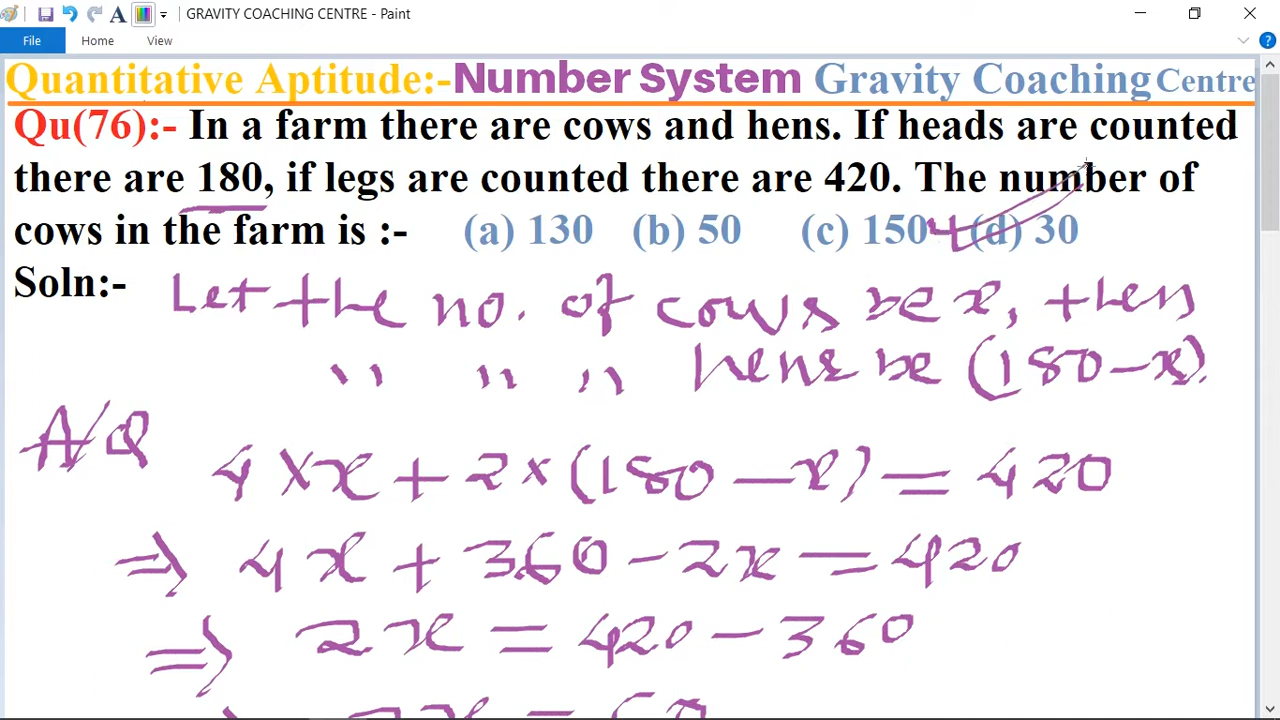 GRAVITY COACHING CENTRE - Paint
File Home View
Quantitative Aptitude:-Number System Gravity Coaching Centre
Qu(76):- In a farm there are cows and hens. If heads are counted
there are 180, if legs are counted there are 420. The number of
cows in the farm is :- (a) 130 (b) 50 (c) 150 (d) 30
Soln:- Let the no. of cows be x, then
" " " hens be (180-x).
A/Q
4×x+2×(180-x)=420
⇒ 4x+360-2x=420
⇒ 2x=420-360
⇒ 2x=60